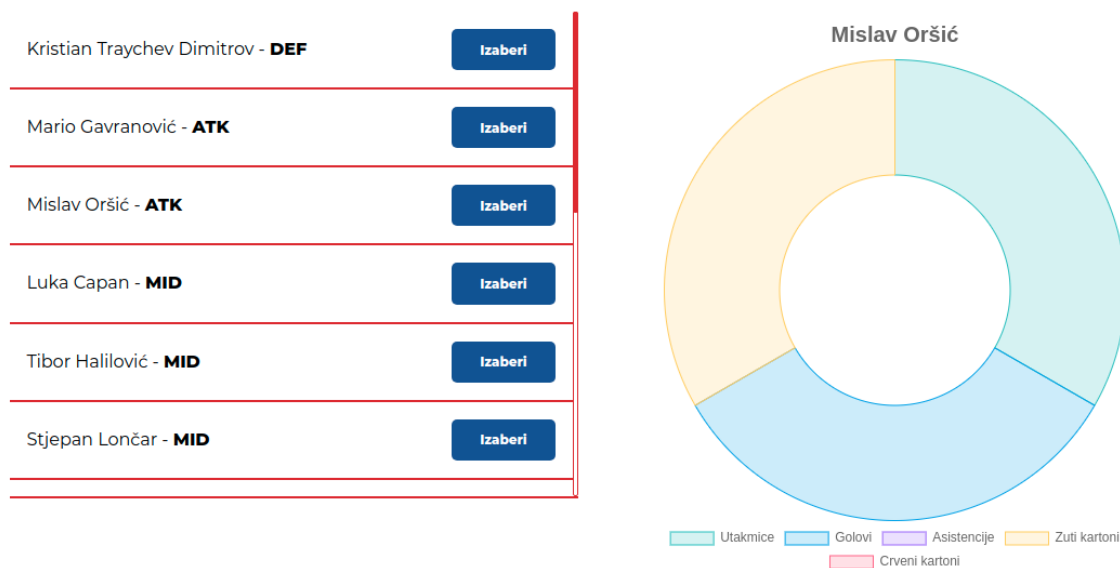 Kristian Traychev Dimitrov - DEF
Izaberi
Mario Gavranović - ATK
Izaberi
Mislav Oršić - ATK
Izaberi
Luka Capan - MID
Izaberi
Tibor Halilović - MID
Izaberi
Stjepan Lončar - MID
Izaberi
Mislav Oršić
Utakmice
Golovi
Asistencije
Zuti kartoni
Crveni kartoni